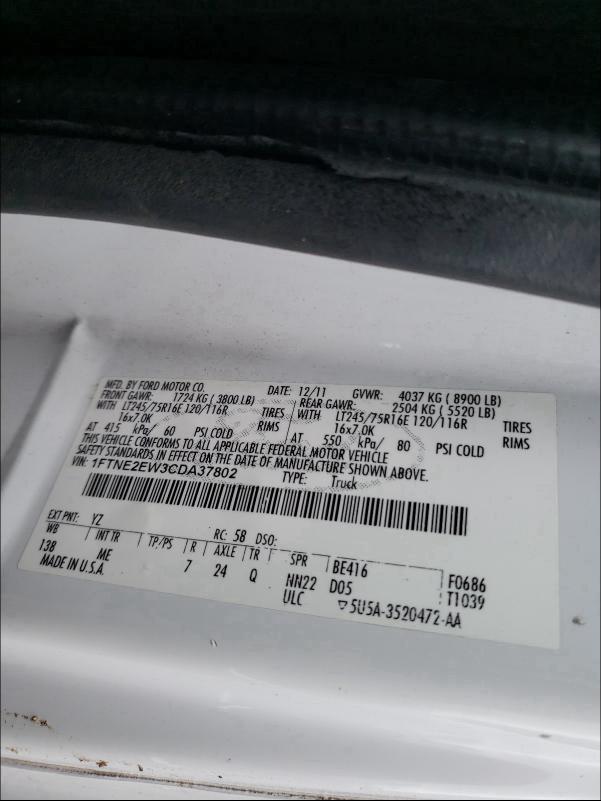 MFD. BY FORD MOTOR CO. DATE: 12/11 GVWR: 4037 KG ( 8900 LB)
FRONT GAWR: 1724 KG ( 3800 LB) REAR GAWR: 2504 KG ( 5520 LB)
WITH LT245/75R16E 120/116R TIRES WITH LT245/75R16E 120/116R TIRES
16x7.0K RIMS 16x7.0K RIMS
AT 415 kPa/ 60 PSI COLD AT 550 kPa/ 80 PSI COLD
THIS VEHICLE CONFORMS TO ALL APPLICABLE FEDERAL MOTOR VEHICLE
SAFETY STANDARDS IN EFFECT ON THE DATE OF MANUFACTURE SHOWN ABOVE.
VIN: 1FTNE2EW3CDA37802 TYPE: Truck
EXT PNT: YZ RC: 58 DSO:
WB INT TR TP/PS R AXLE TR SPR BE416 F0686
138 ME 7 24 Q NN22 D05 T1039
MADE IN U.S.A. ULC ▽5U5A-3520472-AA